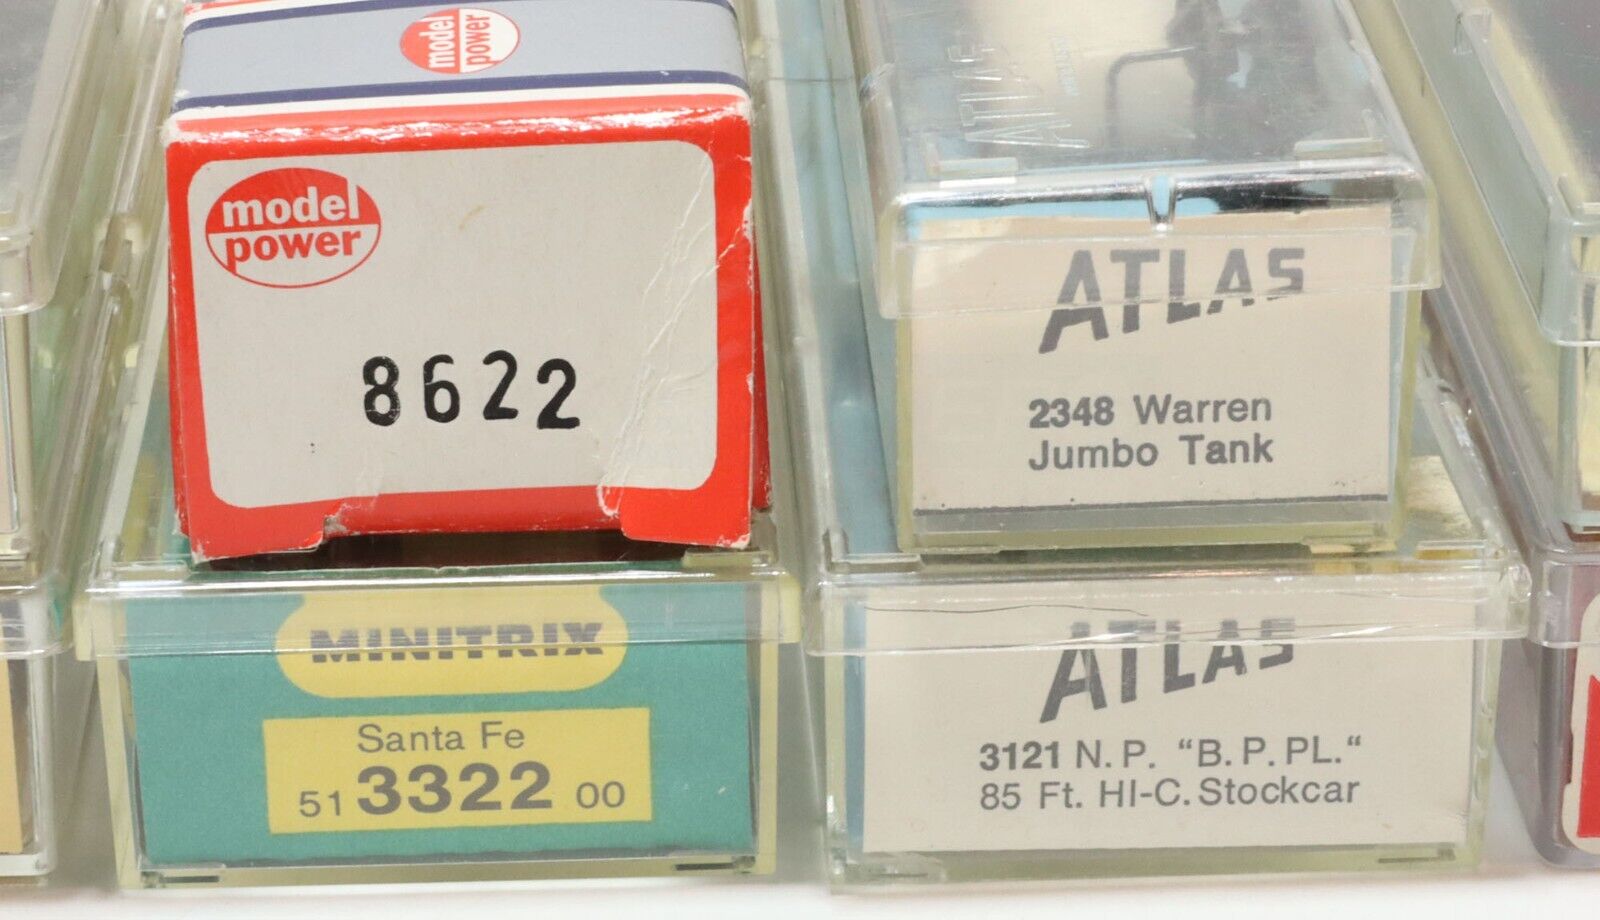 model
power
model
power
8622
ATLAS
ATLAS
2348 Warren
Jumbo Tank
MINITRIX
Santa Fe
51 3322 00
ATLAS
3121 N. P. “B. P. PL.“
85 Ft. HI-C. Stockcar